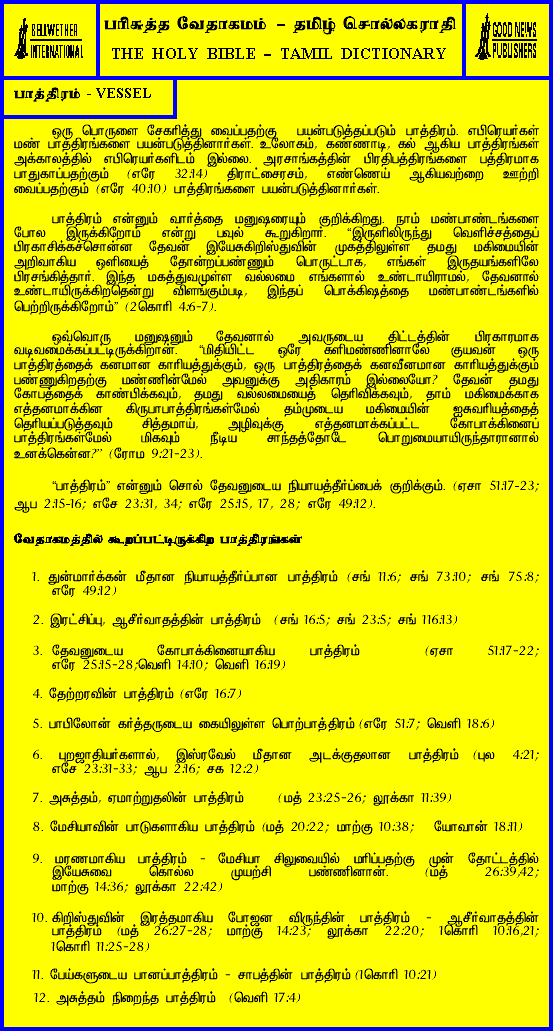 BELLWETHER
INTERNATIONAL
பரிசுத்த வேதாகமம் – தமிழ் சொல்லகராதி
THE HOLY BIBLE – TAMIL DICTIONARY
GOOD NEWS
PUBLISHERS
பாத்திரம் - VESSEL
ஒரு பொருளை சேகரித்து வைப்பதற்கு பயன்படுத்தப்படும் பாத்திரம். எபிரெயர்கள்
மண் பாத்திரங்களை பயன்படுத்தினார்கள். உலோகம், கண்ணாடி, கல் ஆகிய பாத்திரங்கள்
அக்காலத்தில் எபிரெயர்களிடம் இல்லை. அரசாங்கத்தின் பிரதிபத்திரங்களை பத்திரமாக
பாதுகாப்பதற்கும் (எரே 32:14) திராட்சைரசம், எண்ணெய் ஆகியவற்றை ஊற்றி
வைப்பதற்கும் (எரே 40:10) பாத்திரங்களை பயன்படுத்தினார்கள்.
பாத்திரம் என்னும் வார்த்தை மனுஷரையும் குறிக்கிறது. நாம் மண்பாண்டங்களை
போல இருக்கிறோம் என்று பவுல் கூறுகிறார். “இருளிலிருந்து வெளிச்சத்தைப்
பிரகாசிக்கச்சொன்ன தேவன் இயேசுகிறிஸ்துவின் முகத்திலுள்ள தமது மகிமையின்
அறிவாகிய ஒளியைத் தோன்றப்பண்ணும் பொருட்டாக, எங்கள் இருதயங்களிலே
பிரசங்கித்தார். இந்த மகத்துவமுள்ள வல்லமை எங்களால் உண்டாயிராமல், தேவனால்
உண்டாயிருக்கிறதென்று விளங்கும்படி, இந்தப் பொக்கிஷத்தை மண்பாண்டங்களில்
பெற்றிருக்கிறோம்” (2கொரி 4:6-7).
ஒவ்வொரு மனுஷனும் தேவனால் அவருடைய திட்டத்தின் பிரகாரமாக
வடிவமைக்கப்பட்டிருக்கிறான். “மிதியிட்ட ஒரே களிமண்ணினாலே குயவன் ஒரு
பாத்திரத்தைக் கனமான காரியத்துக்கும், ஒரு பாத்திரத்தைக் கனவீனமான காரியத்துக்கும்
பண்ணுகிறதற்கு மண்ணின்மேல் அவனுக்கு அதிகாரம் இல்லையோ? தேவன் தமது
கோபத்தைக் காண்பிக்கவும், தமது வல்லமையைத் தெரிவிக்கவும், தாம் மகிமைக்காக
எத்தனமாக்கின கிருபாபாத்திரங்கள்மேல் தம்முடைய மகிமையின் ஐசுவரியத்தைத்
தெரியப்படுத்தவும் சித்தமாய், அழிவுக்கு எத்தனமாக்கப்பட்ட கோபாக்கினைப்
பாத்திரங்கள்மேல் மிகவும் நீடிய சாந்தத்தோடே பொறுமையாயிருந்தாரானால்
உனக்கென்ன?” (ரோம 9:21-23).
“பாத்திரம்” என்னும் சொல் தேவனுடைய நியாயத்தீர்ப்பைக் குறிக்கும். (ஏசா 51:17-23;
ஆப 2:15-16; எசே 23:31, 34; எரே 25:15, 17, 28; எரே 49:12).
வேதாகமத்தில் கூறப்பட்டிருக்கிற பாத்திரங்கள்
1. துன்மார்க்கன் மீதான நியாயத்தீர்ப்பான பாத்திரம் (சங் 11:6; சங் 73:10; சங் 75:8;
எரே 49:12)
2. இரட்சிப்பு, ஆசீர்வாதத்தின் பாத்திரம் (சங் 16:5; சங் 23:5; சங் 116:13)
3. தேவனுடைய கோபாக்கினையாகிய பாத்திரம் (ஏசா 51:17-22;
எரே 25:15-28;வெளி 14:10; வெளி 16:19)
4. தேற்றரவின் பாத்திரம் (எரே 16:7)
5. பாபிலோன் கர்த்தருடைய கையிலுள்ள பொற்பாத்திரம் (எரே 51:7; வெளி 18:6)
6. புறஜாதியர்களால், இஸ்ரவேல் மீதான அடக்குதலான பாத்திரம் (புல 4:21;
எசே 23:31-33; ஆப 2:16; சக 12:2)
7. அசுத்தம், ஏமாற்றுதலின் பாத்திரம் (மத் 23:25-26; லூக்கா 11:39)
8. மேசியாவின் பாடுகளாகிய பாத்திரம் (மத் 20:22; மாற்கு 10:38; யோவான் 18:11)
9. மரணமாகிய பாத்திரம் - மேசியா சிலுவையில் மரிப்பதற்கு முன் தோட்டத்தில்
இயேசுவை கொல்ல முயற்சி பண்ணினான். (மத் 26:39,42;
மாற்கு 14:36; லூக்கா 22:42)
10. கிறிஸ்துவின் இரத்தமாகிய போஜன விருந்தின் பாத்திரம் - ஆசீர்வாதத்தின்
பாத்திரம் (மத் 26:27-28; மாற்கு 14:23; லூக்கா 22:20; 1கொரி 10:16,21;
1கொரி 11:25-28)
11. பேய்களுடைய பானப்பாத்திரம் - சாபத்தின் பாத்திரம் (1கொரி 10:21)
12. அசுத்தம் நிறைந்த பாத்திரம் (வெளி 17:4)